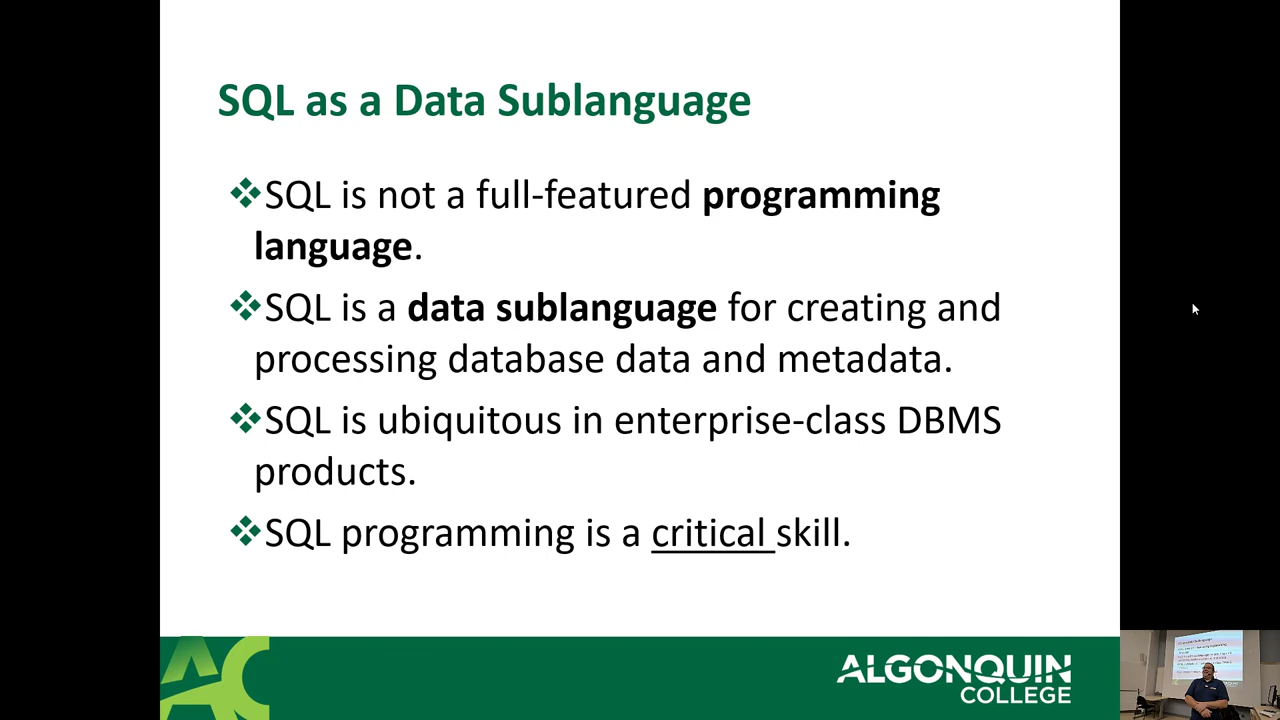 SQL as a Data Sublanguage
❖SQL is not a full-featured programming
language.
❖SQL is a data sublanguage for creating and
processing database data and metadata.
❖SQL is ubiquitous in enterprise-class DBMS
products.
❖SQL programming is a critical skill.
AC
ALGONQUIN
COLLEGE